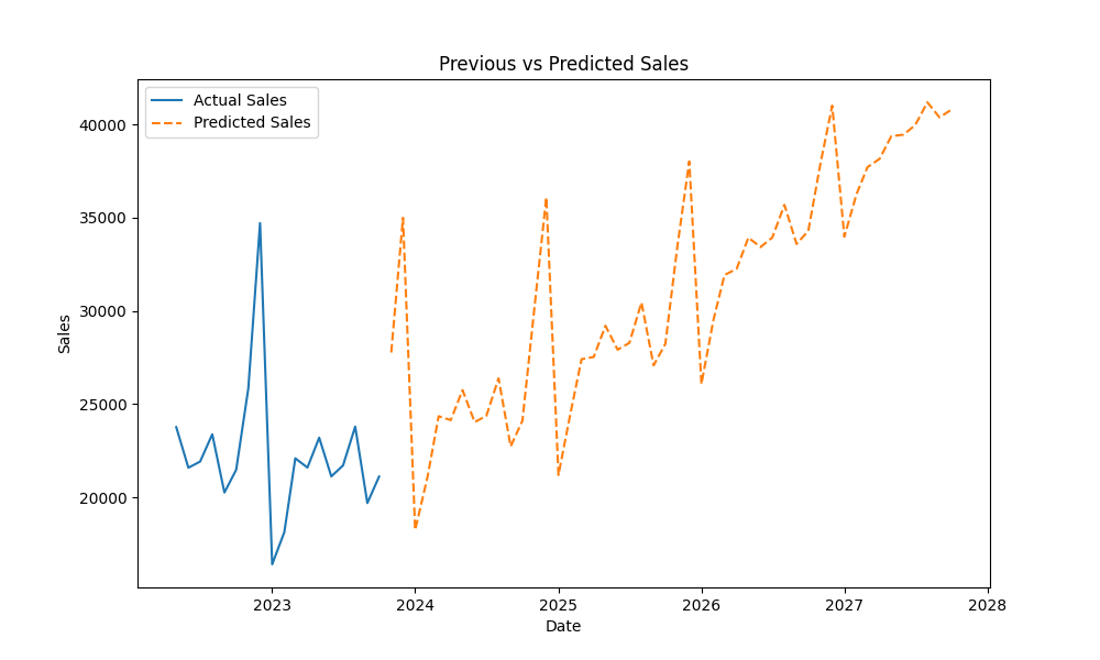 Previous vs Predicted Sales
Actual Sales
Predicted Sales
40000
35000
30000
25000
20000
Sales
2023 2024 2025 2026 2027 2028
Date